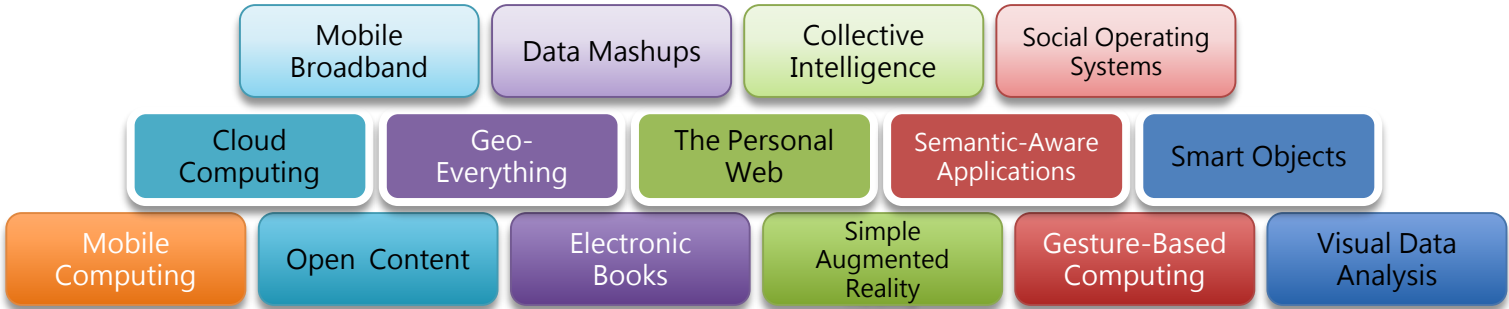 Mobile
Broadband
Data Mashups
Collective
Intelligence
Social Operating
Systems
Cloud
Computing
Geo-
Everything
The Personal
Web
Semantic-Aware
Applications
Smart Objects
Mobile
Computing
Open  Content
Electronic
Books
Simple
Augmented
Reality
Gesture-Based
Computing
Visual Data
Analysis